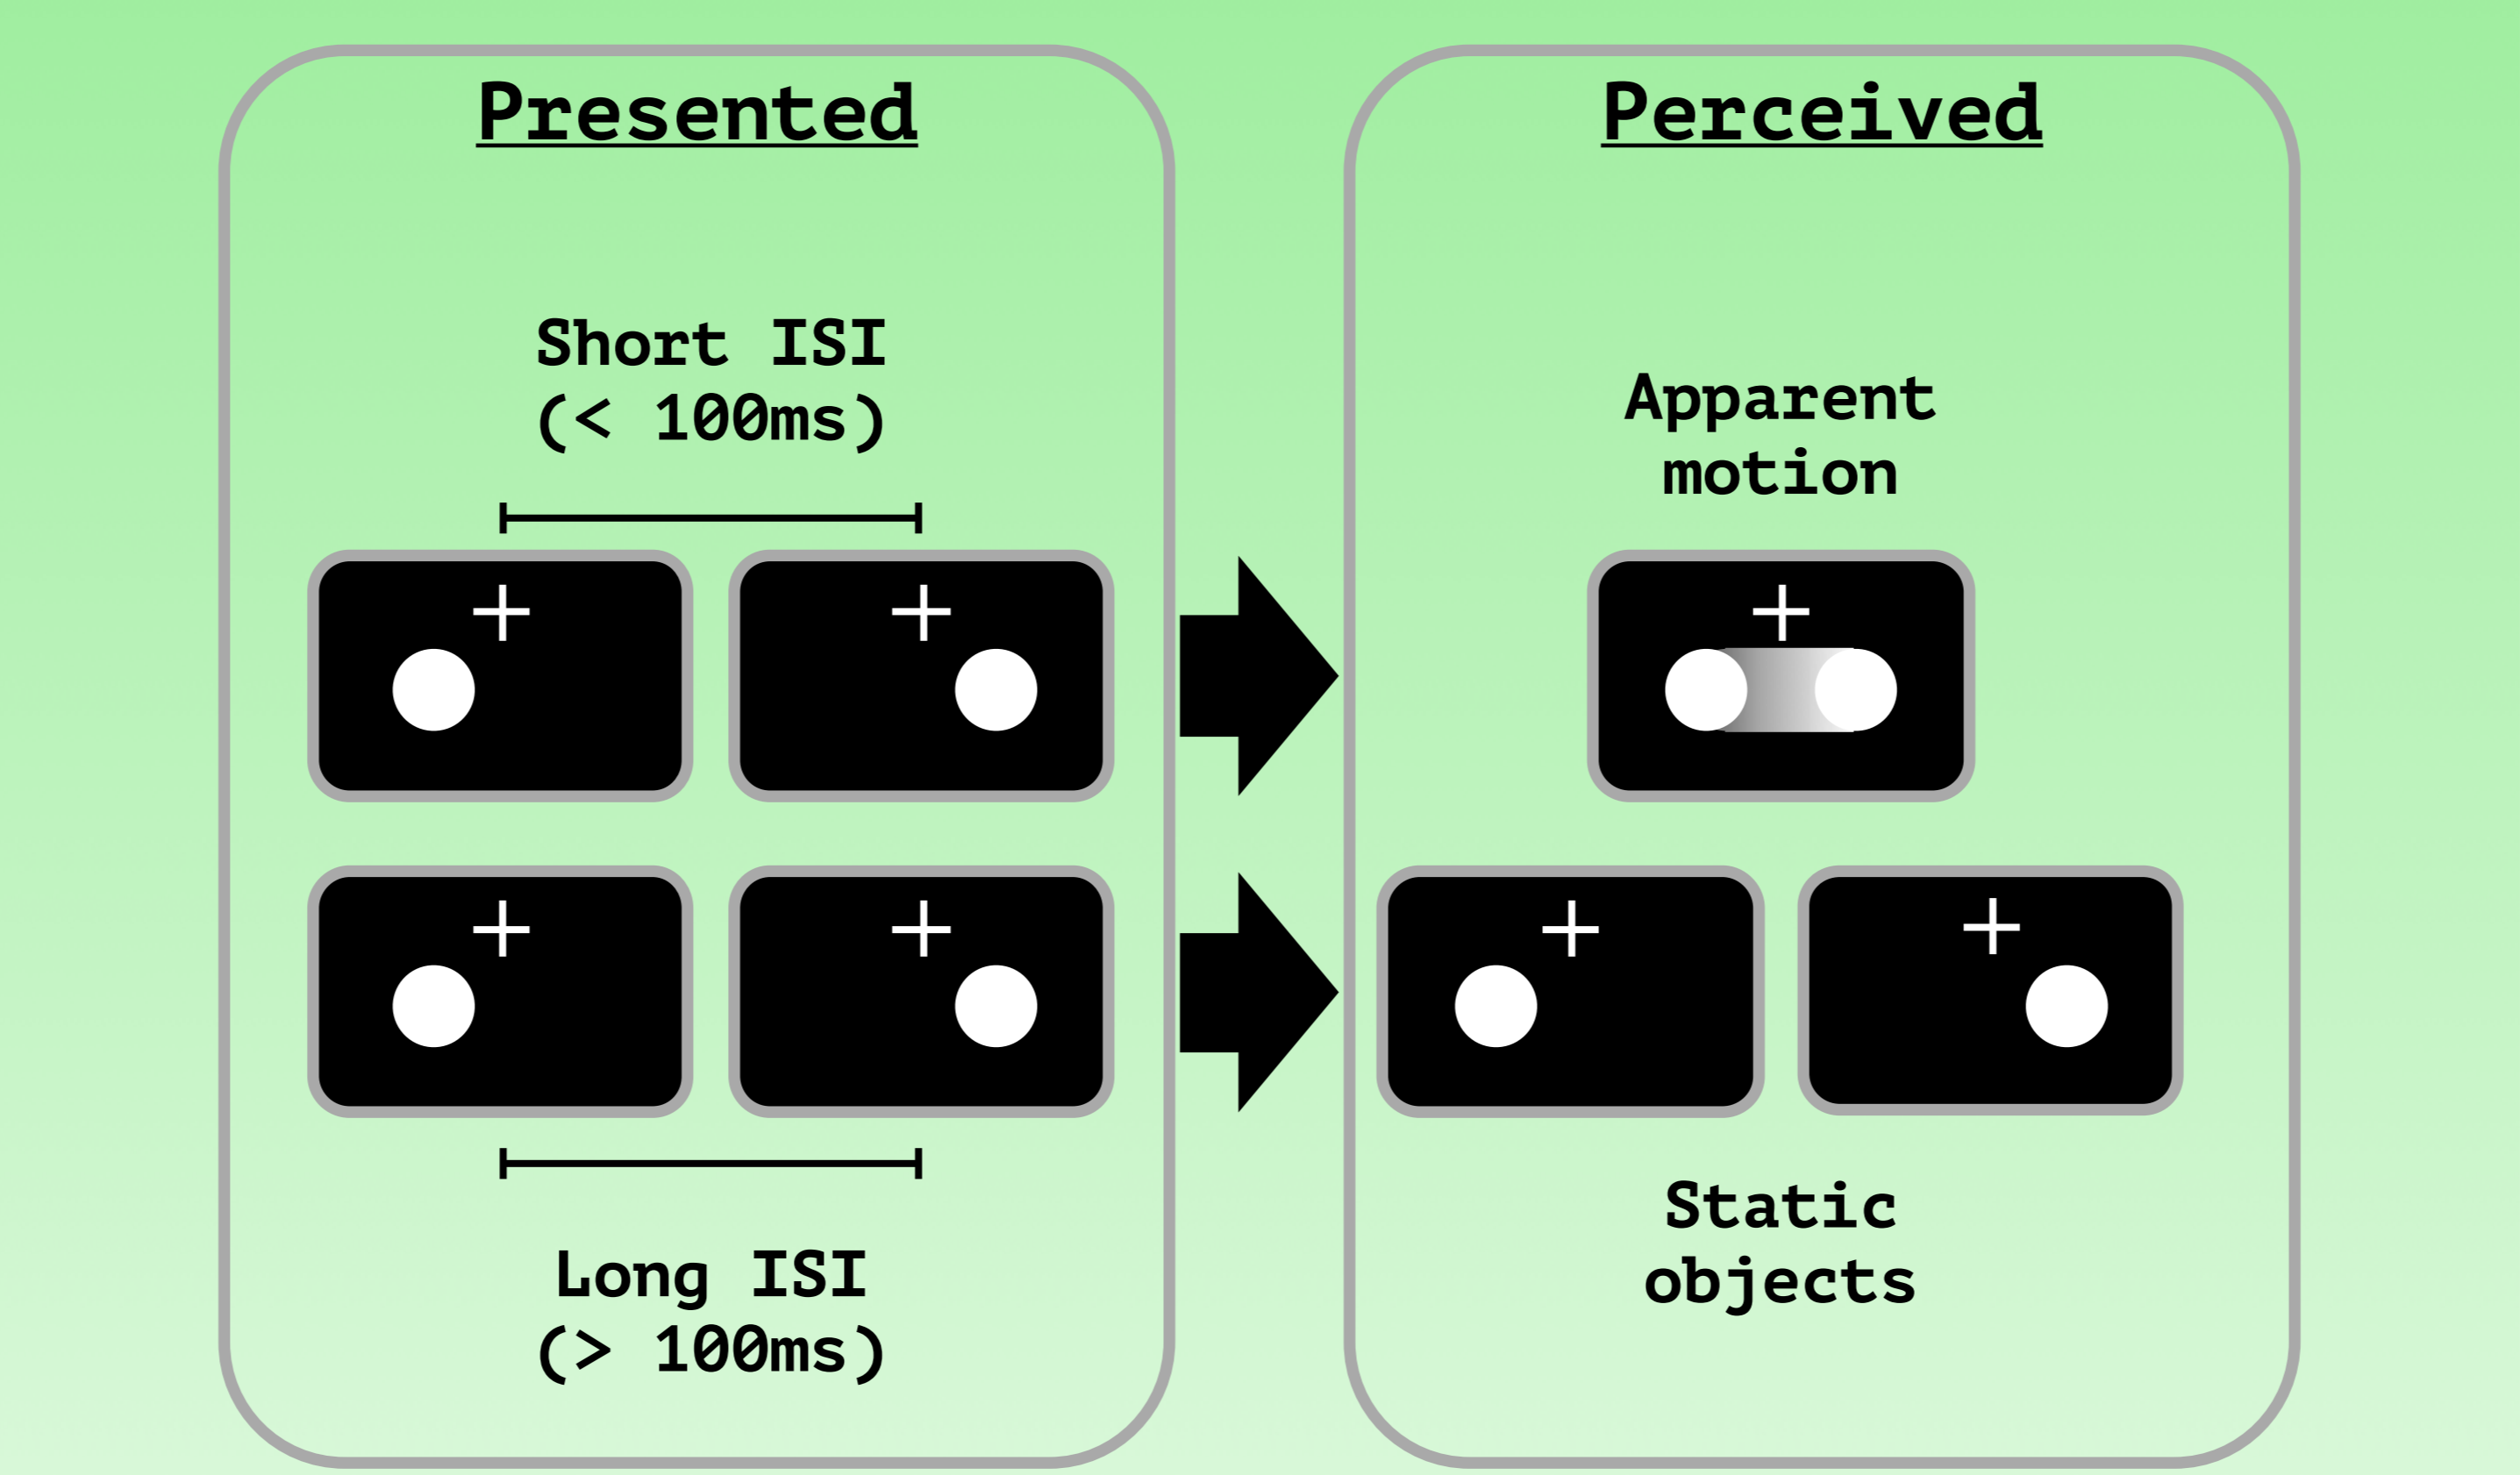 Presented
Short ISI
(< 100ms)
Long ISI
(> 100ms)
Perceived
Apparent
motion
Static
objects